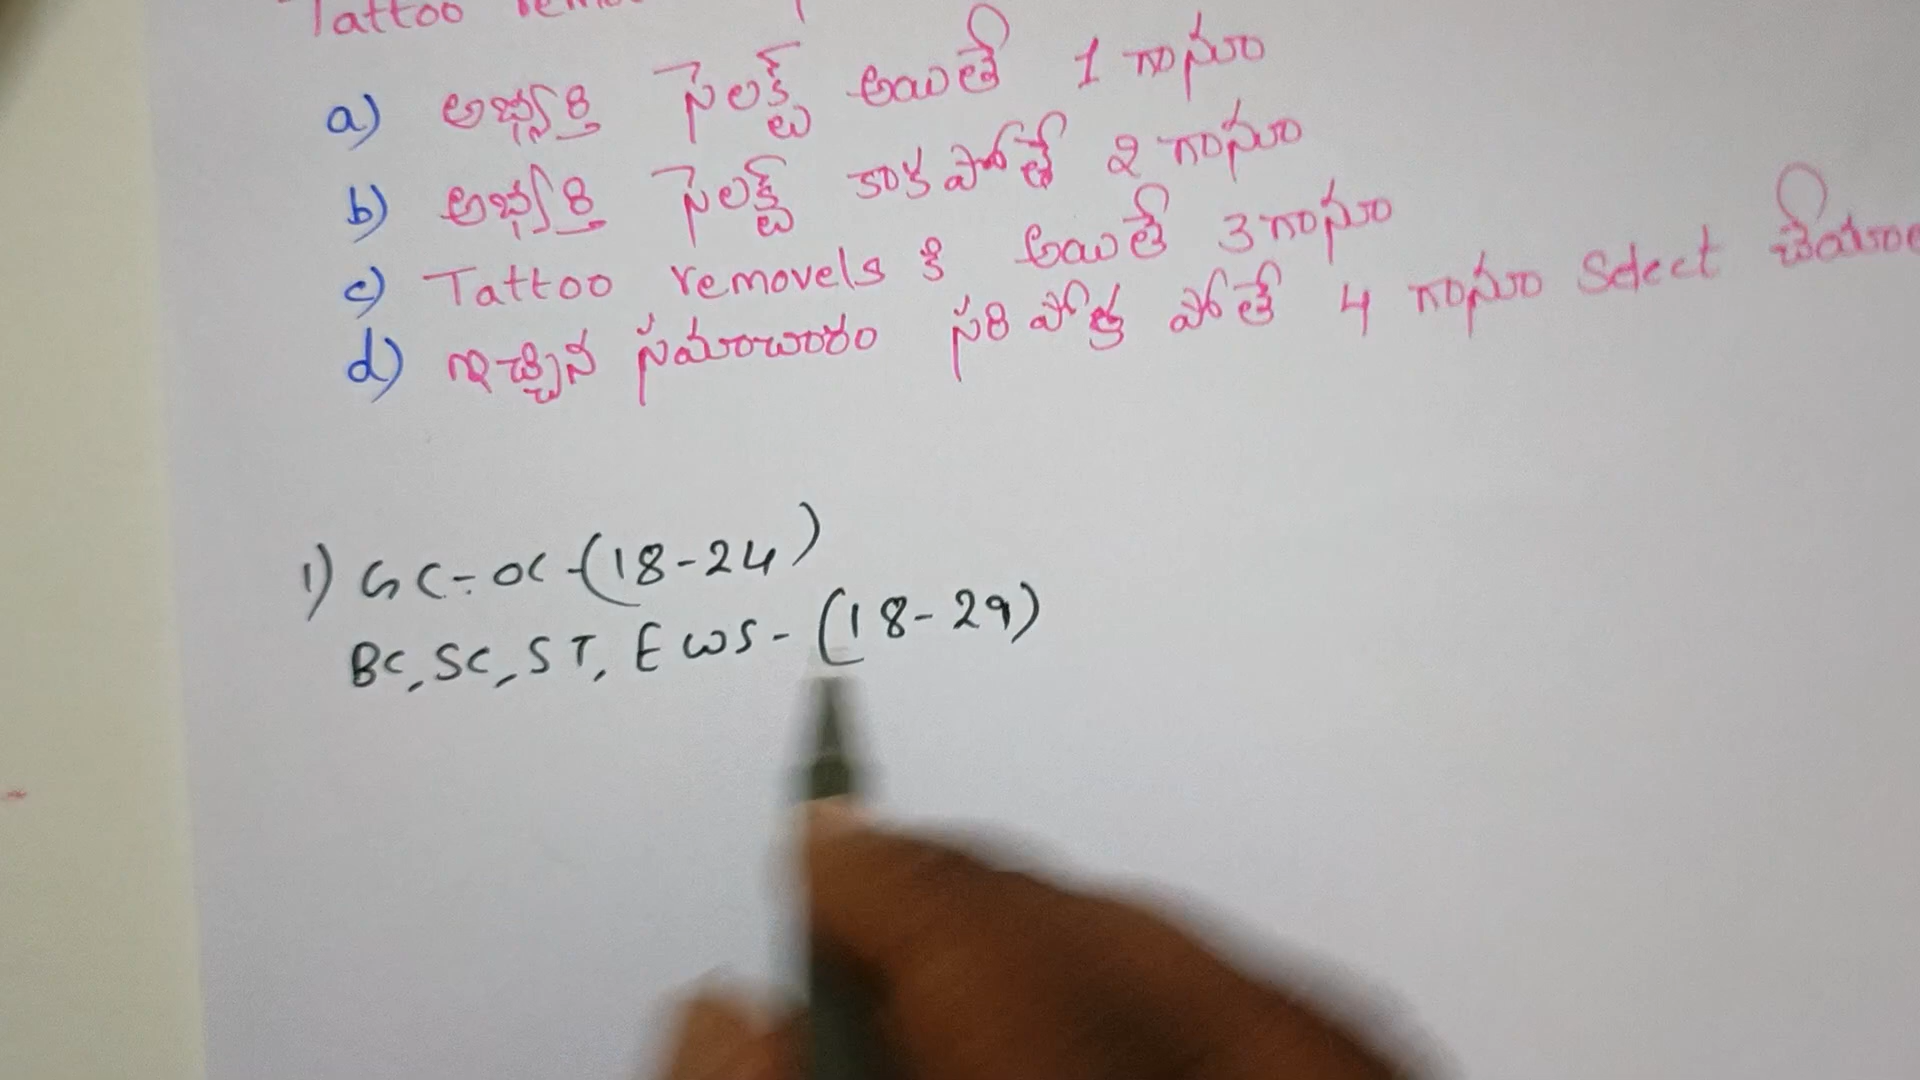 Tattoo
a) అభ్యర్థి సెలక్ట్ అయితే 1 గాను
b) అభ్యర్థి సెలక్ట్ కాకపోతే 2 గాను
c) Tattoo removels కి అయితే 3 గాను
d) ఇచ్చిన సమాచారం సరిపోక పోతే 4 గాను Select
1) GC-OC-(18-24)
BC, SC, ST, EWS-(18-29)